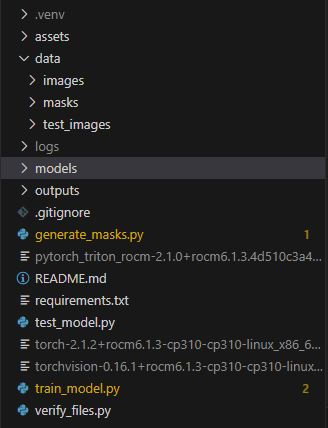 .venv
assets
data
images
masks
test_images
logs
models
outputs
.gitignore
generate_masks.py 1
pytorch_triton_rocm-2.1.0+rocm6.1.3.4d510c3a4...
README.md
requirements.txt
test_model.py
torch-2.1.2+rocm6.1.3-cp310-cp310-linux_x86_6...
torchvision-0.16.1+rocm6.1.3-cp310-cp310-linux...
train_model.py 2
verify_files.py